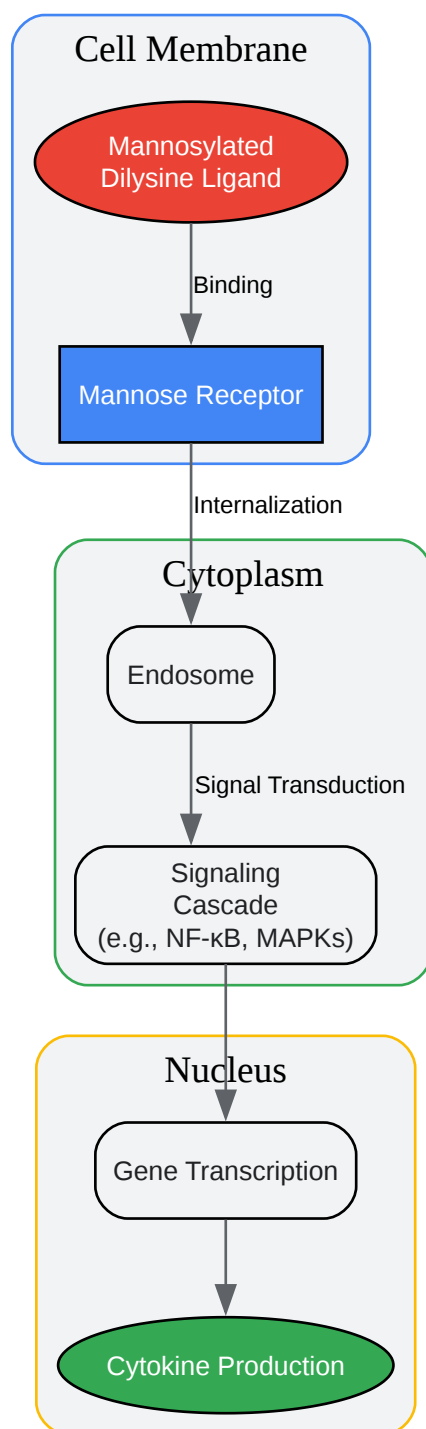 Cell Membrane
Mannosylated
Dilysine Ligand
Binding
Mannose Receptor
Internalization
Cytoplasm
Endosome
Signal Transduction
Signaling
Cascade
(e.g., NF-κB, MAPKs)
Nucleus
Gene Transcription
Cytokine Production